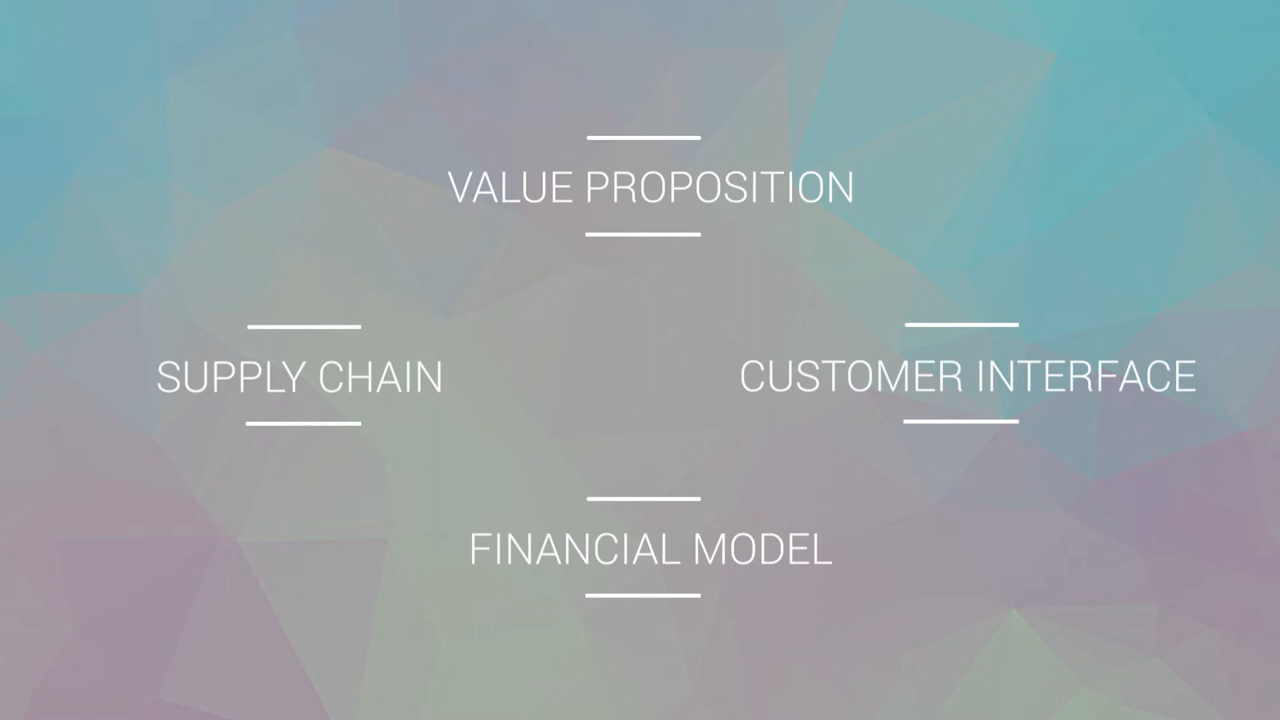 VALUE PROPOSITION
SUPPLY CHAIN
CUSTOMER INTERFACE
FINANCIAL MODEL